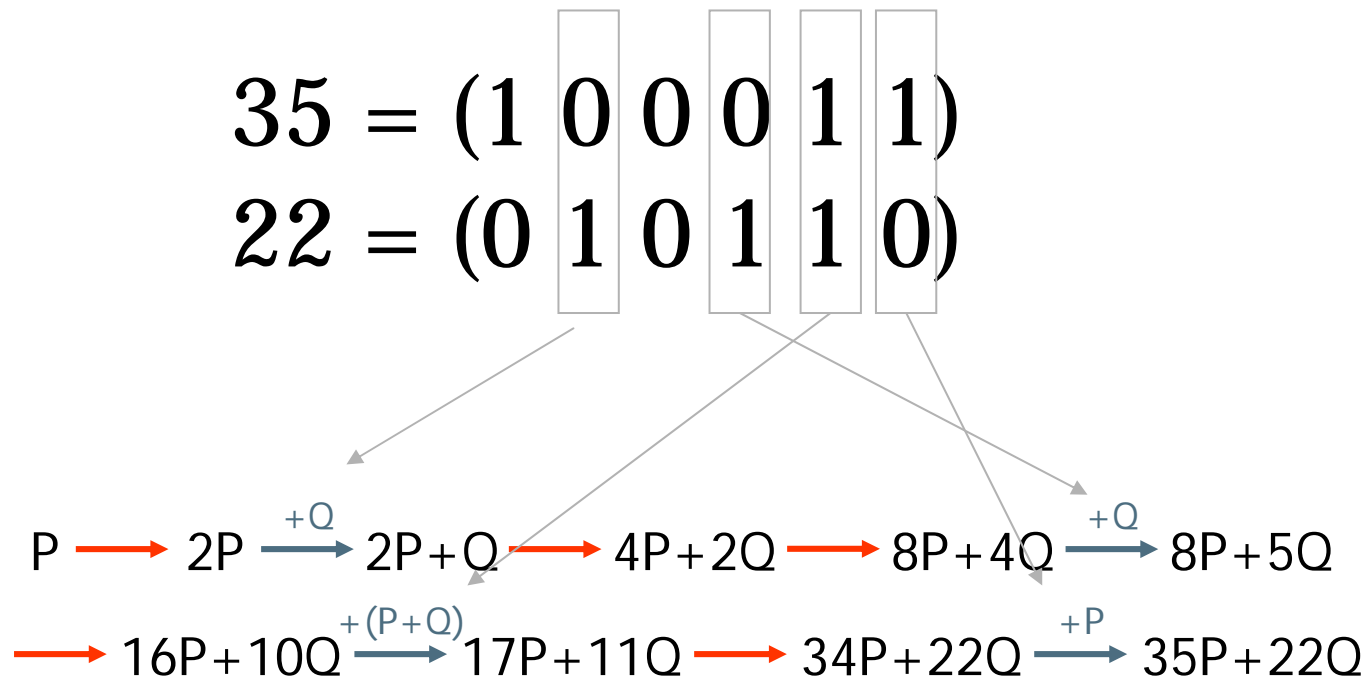 35 = (1 0 0 0 1 1)
22 = (0 1 0 1 1 0)
+Q +Q
P 2P 2P+Q 4P+2Q 8P+4Q 8P+5Q
+(P+Q) +P
16P+10Q 17P+11Q 34P+22Q 35P+22Q